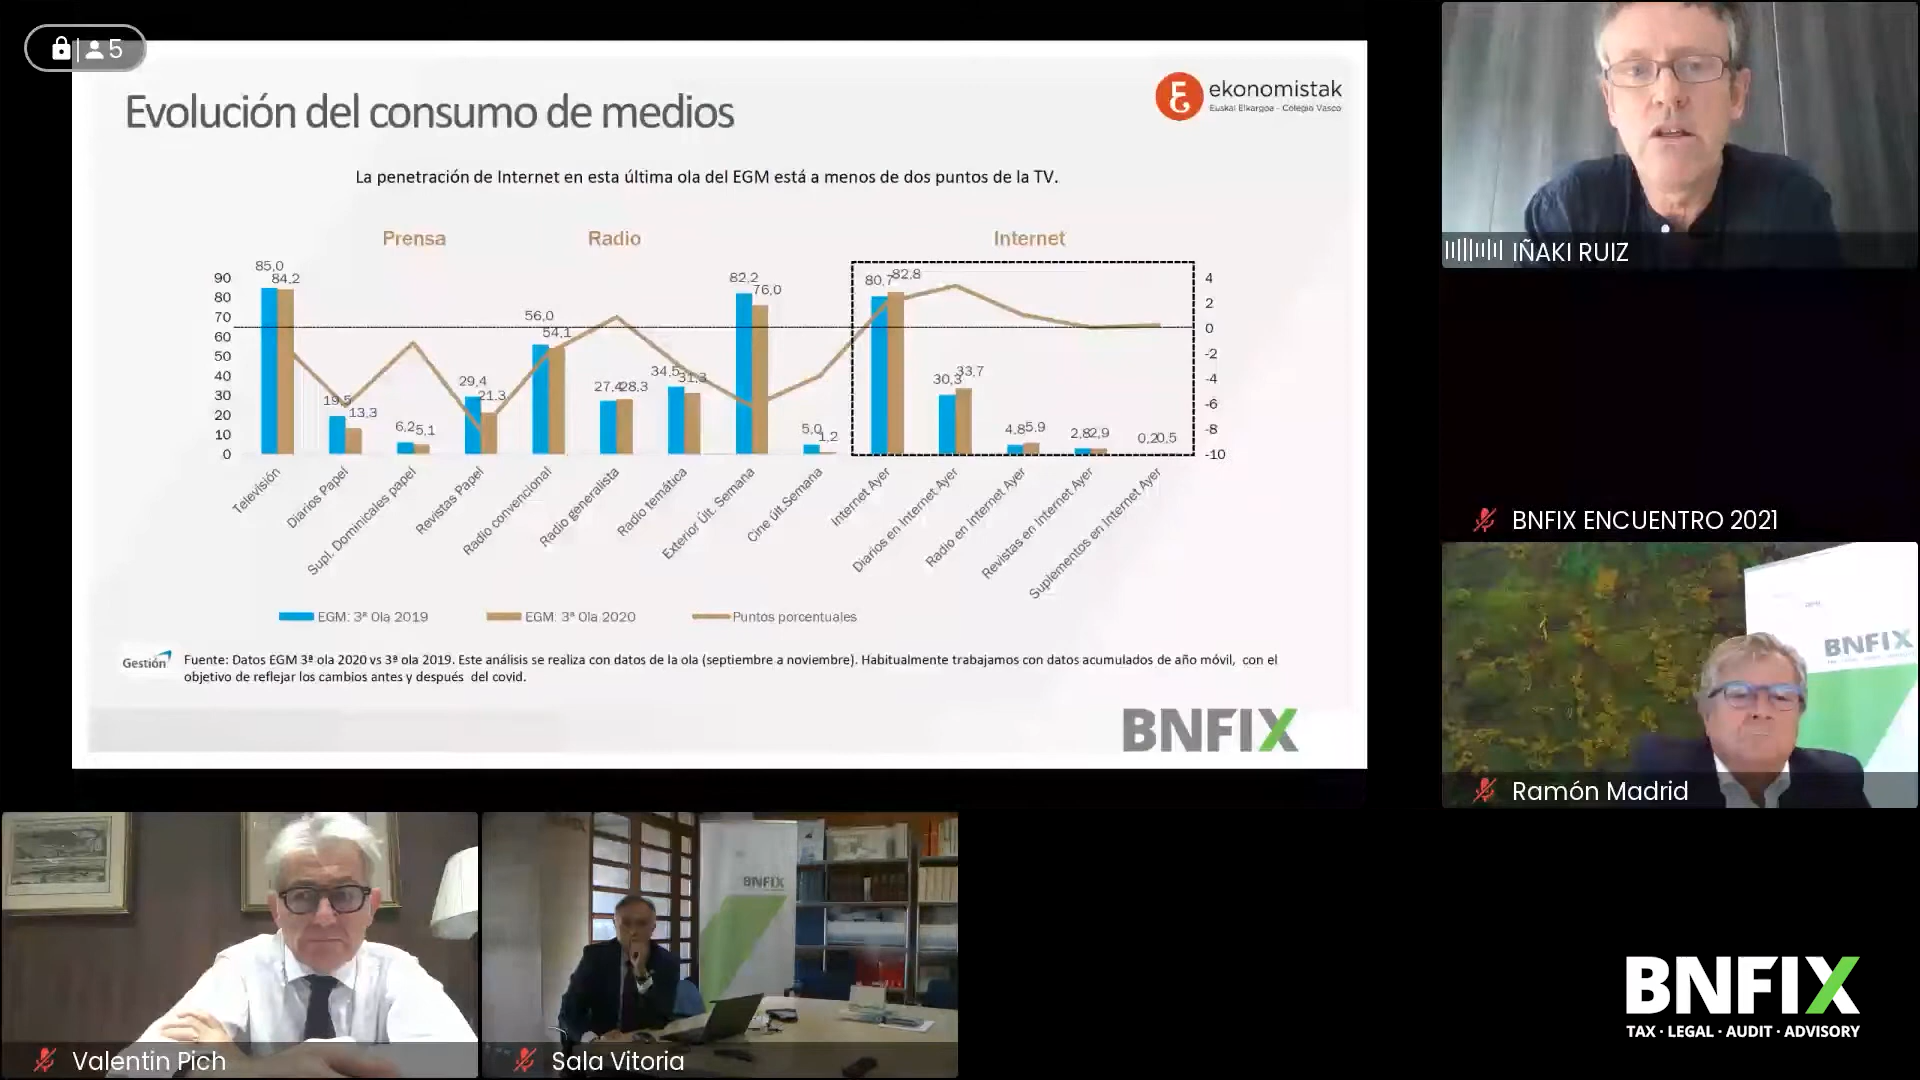 5
Evolución del consumo de medios
ekonomistak
Euskal Elkargoa - Colegio Vasco
La penetración de Internet en esta última ola del EGM está a menos de dos puntos de la TV.
Prensa
Radio
Internet
90
80
70
60
50
40
30
20
10
0
85,0
84,2
19,5
13,3
6,2
5,1
29,4
21,3
56,0
54,1
27,4
28,3
34,5
31,3
82,2
76,0
5,0
1,2
80,7
82,8
30,3
33,7
4,8
5,9
2,8
2,9
0,2
0,5
4
2
0
-2
-4
-6
-8
-10
Televisión
Diarios Papel
Supl. Dominicales papel
Revistas Papel
Radio convencional
Radio generalista
Radio temática
Exterior Últ. Semana
Cine últ.Semana
Internet Ayer
Diarios en Internet Ayer
Radio en Internet Ayer
Revistas en Internet Ayer
Suplementos en Internet Ayer
EGM: 3ª Ola 2019
EGM: 3ª Ola 2020
Puntos porcentuales
Gestión
Fuente: Datos EGM 3ª ola 2020 vs 3ª ola 2019. Este análisis se realiza con datos de la ola (septiembre a noviembre). Habitualmente trabajamos con datos acumulados de año móvil, con el
objetivo de reflejar los cambios antes y después del covid.
BNFIX
IÑAKI RUIZ
BNFIX ENCUENTRO 2021
BNFIX
Ramón Madrid
Valentin Pich
BNFIX
Sala Vitoria
BNFIX
TAX · LEGAL · AUDIT · ADVISORY